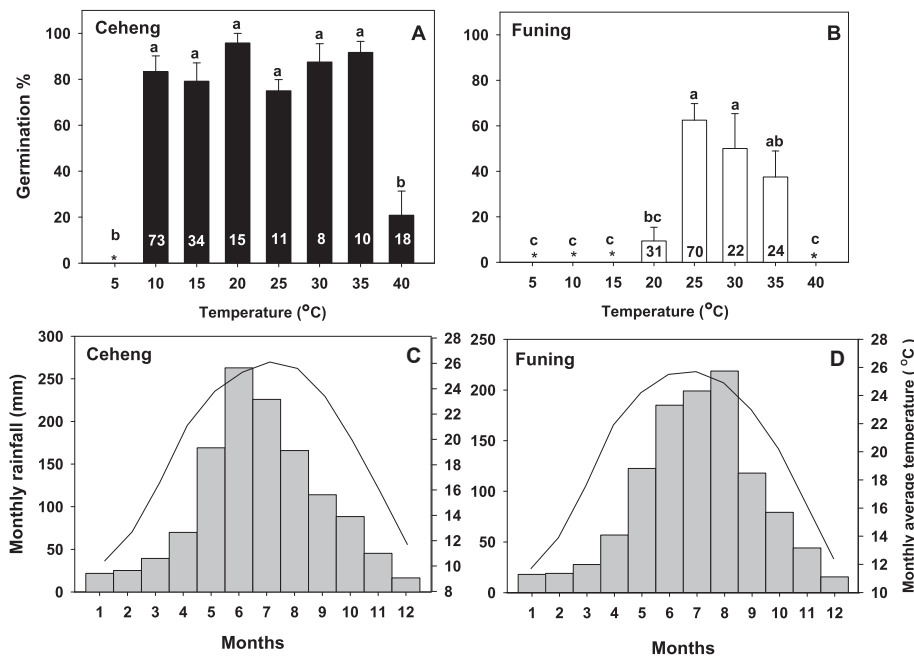 Ceheng A
Germination %
100
80
60
40
20
0
a a a a a a
b b
* 73 34 15 11 8 10 18
5 10 15 20 25 30 35 40
Temperature (°C)
Funing B
100
80
60
40
20
0
a a ab
c c c bc c
* * * 31 70 22 24 *
5 10 15 20 25 30 35 40
Temperature (°C)
Ceheng C
Monthly rainfall (mm)
300
250
200
150
100
50
0
28
26
24
22
20
18
16
14
12
10
8
1 2 3 4 5 6 7 8 9 10 11 12
Months
Funing D
250
200
150
100
50
0
28
26
24
22
20
18
16
14
12
10
Monthly average temperature ( °C)
1 2 3 4 5 6 7 8 9 10 11 12
Months